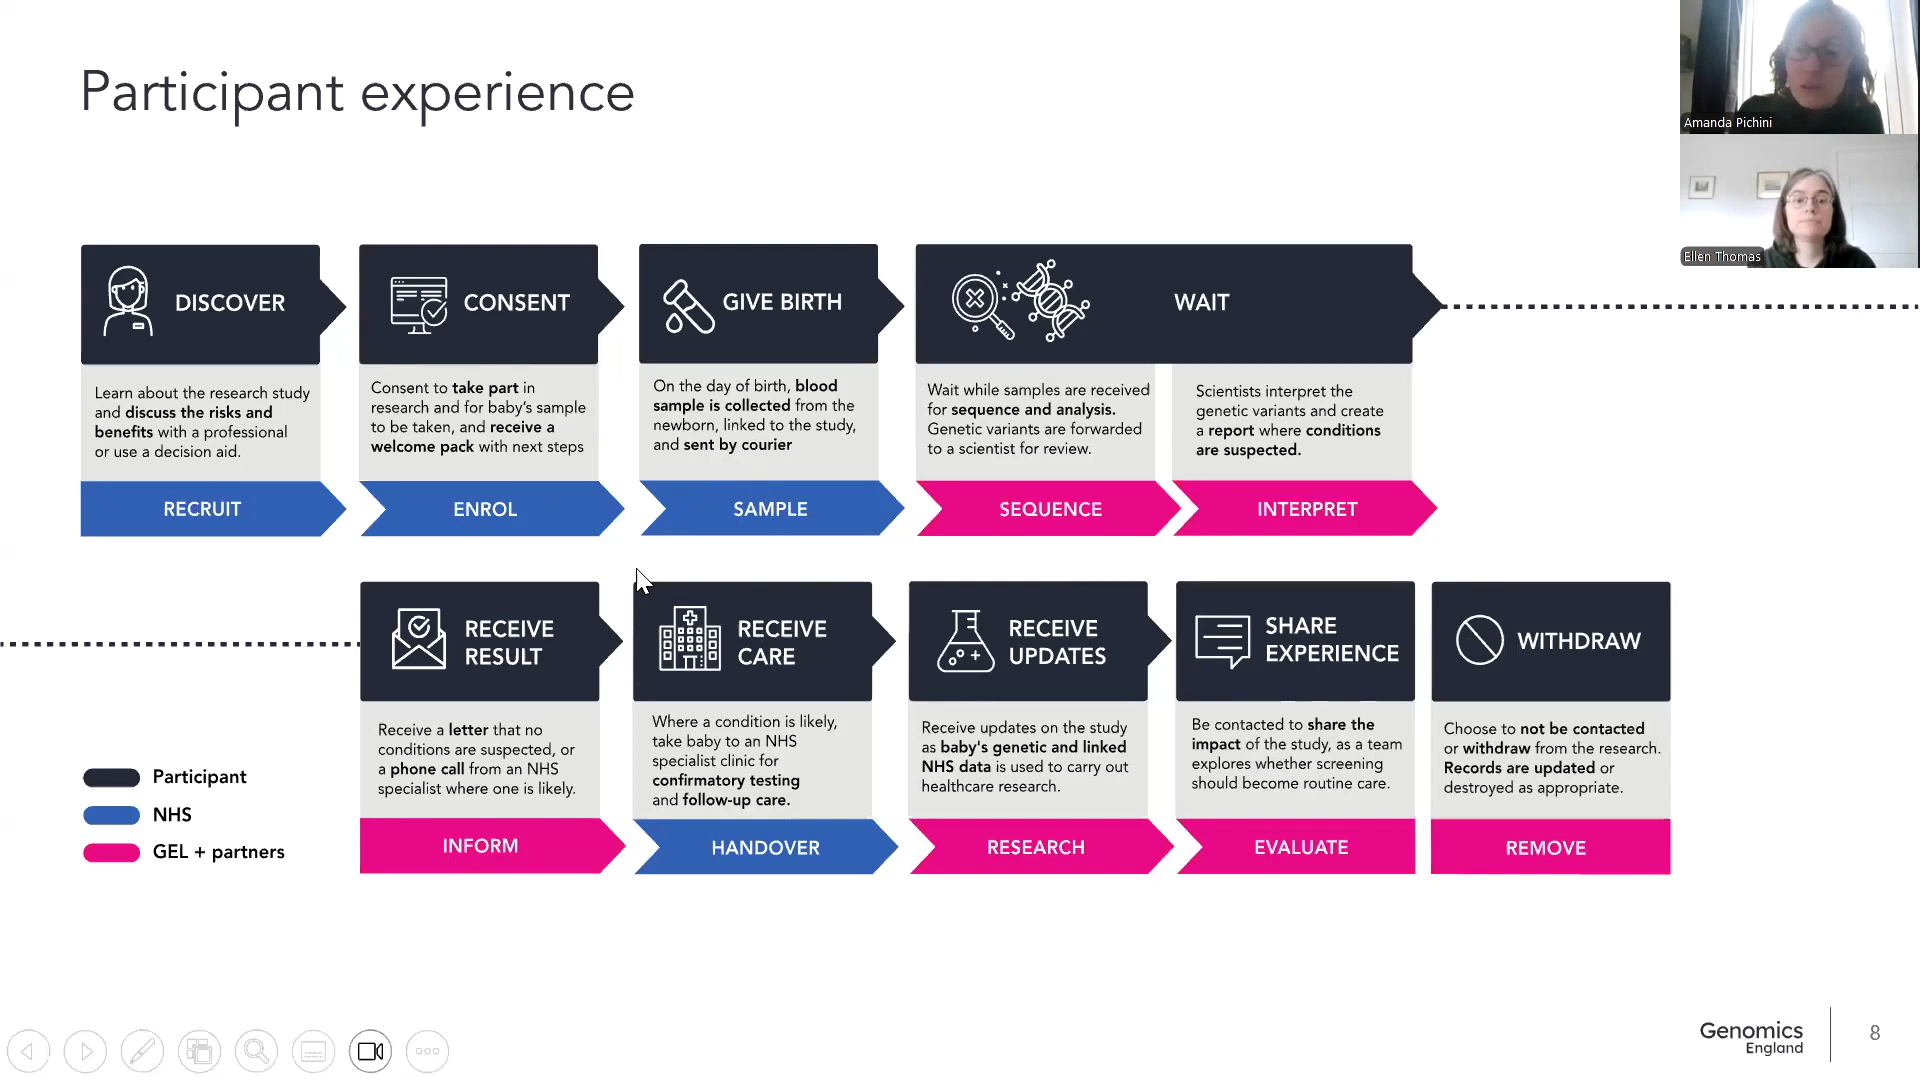 Participant experience
Amanda Pichini
Ellen Thomas
DISCOVER
Learn about the research study
and discuss the risks and
benefits with a professional
or use a decision aid.
RECRUIT
CONSENT
Consent to take part in
research and for baby's sample
to be taken, and receive a
welcome pack with next steps
ENROL
GIVE BIRTH
On the day of birth, blood
sample is collected from the
newborn, linked to the study,
and sent by courier
SAMPLE
WAIT
Wait while samples are received
for sequence and analysis.
Genetic variants are forwarded
to a scientist for review.
SEQUENCE
Scientists interpret the
genetic variants and create
a report where conditions
are suspected.
INTERPRET
RECEIVE
RESULT
Receive a letter that no
conditions are suspected, or
a phone call from an NHS
specialist where one is likely.
INFORM
RECEIVE
CARE
Where a condition is likely,
take baby to an NHS
specialist clinic for
confirmatory testing
and follow-up care.
HANDOVER
RECEIVE
UPDATES
Receive updates on the study
as baby's genetic and linked
NHS data is used to carry out
healthcare research.
RESEARCH
SHARE
EXPERIENCE
Be contacted to share the
impact of the study, as a team
explores whether screening
should become routine care.
EVALUATE
WITHDRAW
Choose to not be contacted
or withdraw from the research.
Records are updated or
destroyed as appropriate.
REMOVE
Participant
NHS
GEL + partners
Genomics
England
8